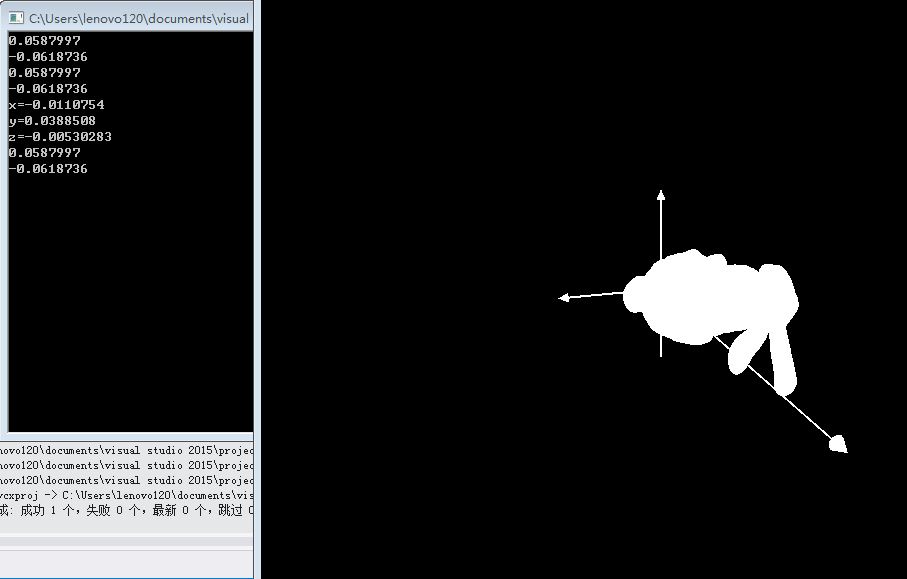 C:\Users\lenovo120\documents\visual
0.0587997
-0.0618736
0.0587997
-0.0618736
x=-0.0110754
y=0.0388508
z=-0.00530283
0.0587997
-0.0618736
novo120\documents\visual studio 2015\projec
novo120\documents\visual studio 2015\projec
novo120\documents\visual studio 2015\projec
vcxproj -> C:\Users\lenovo120\documents\vis
成: 成功 1 个，失败 0 个，最新 0 个，跳过 0